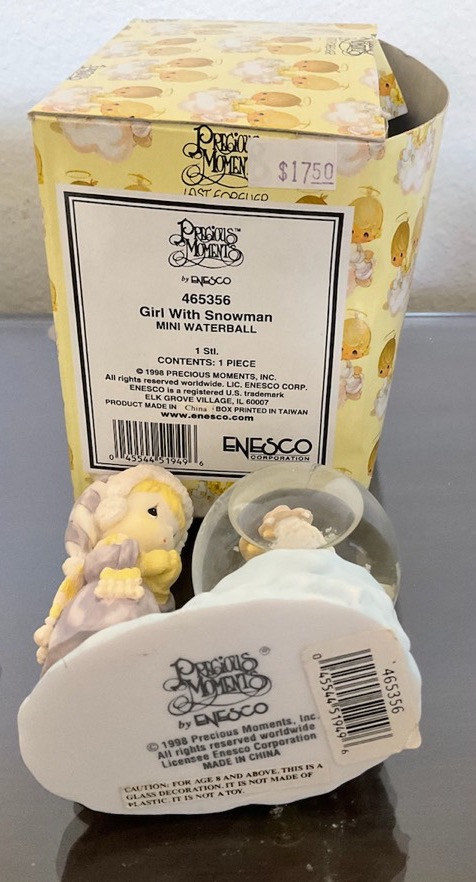 PRECIOUS
MOMENTS
$17.50
LAST FOREVER
PRECIOUS™
MOMENTS
by ENESCO
465356
Girl With Snowman
MINI WATERBALL
1 Stl.
CONTENTS: 1 PIECE
© 1998 PRECIOUS MOMENTS, INC.
All rights reserved worldwide. LIC. ENESCO CORP.
ENESCO is a registered U.S. trademark
ELK GROVE VILLAGE, IL 60007
PRODUCT MADE IN China / BOX PRINTED IN TAIWAN
www.enesco.com
0 45544 51949 6
ENESCO
CORPORATION
PRECIOUS®
MOMENTS
by ENESCO
© 1998 Precious Moments, Inc.
All rights reserved worldwide
Licensee Enesco Corporation
MADE IN CHINA
CAUTION: FOR AGE 8 AND ABOVE. THIS IS A
GLASS DECORATION. IT IS NOT MADE OF
PLASTIC. IT IS NOT A TOY.
465356
0 45544 51949 6